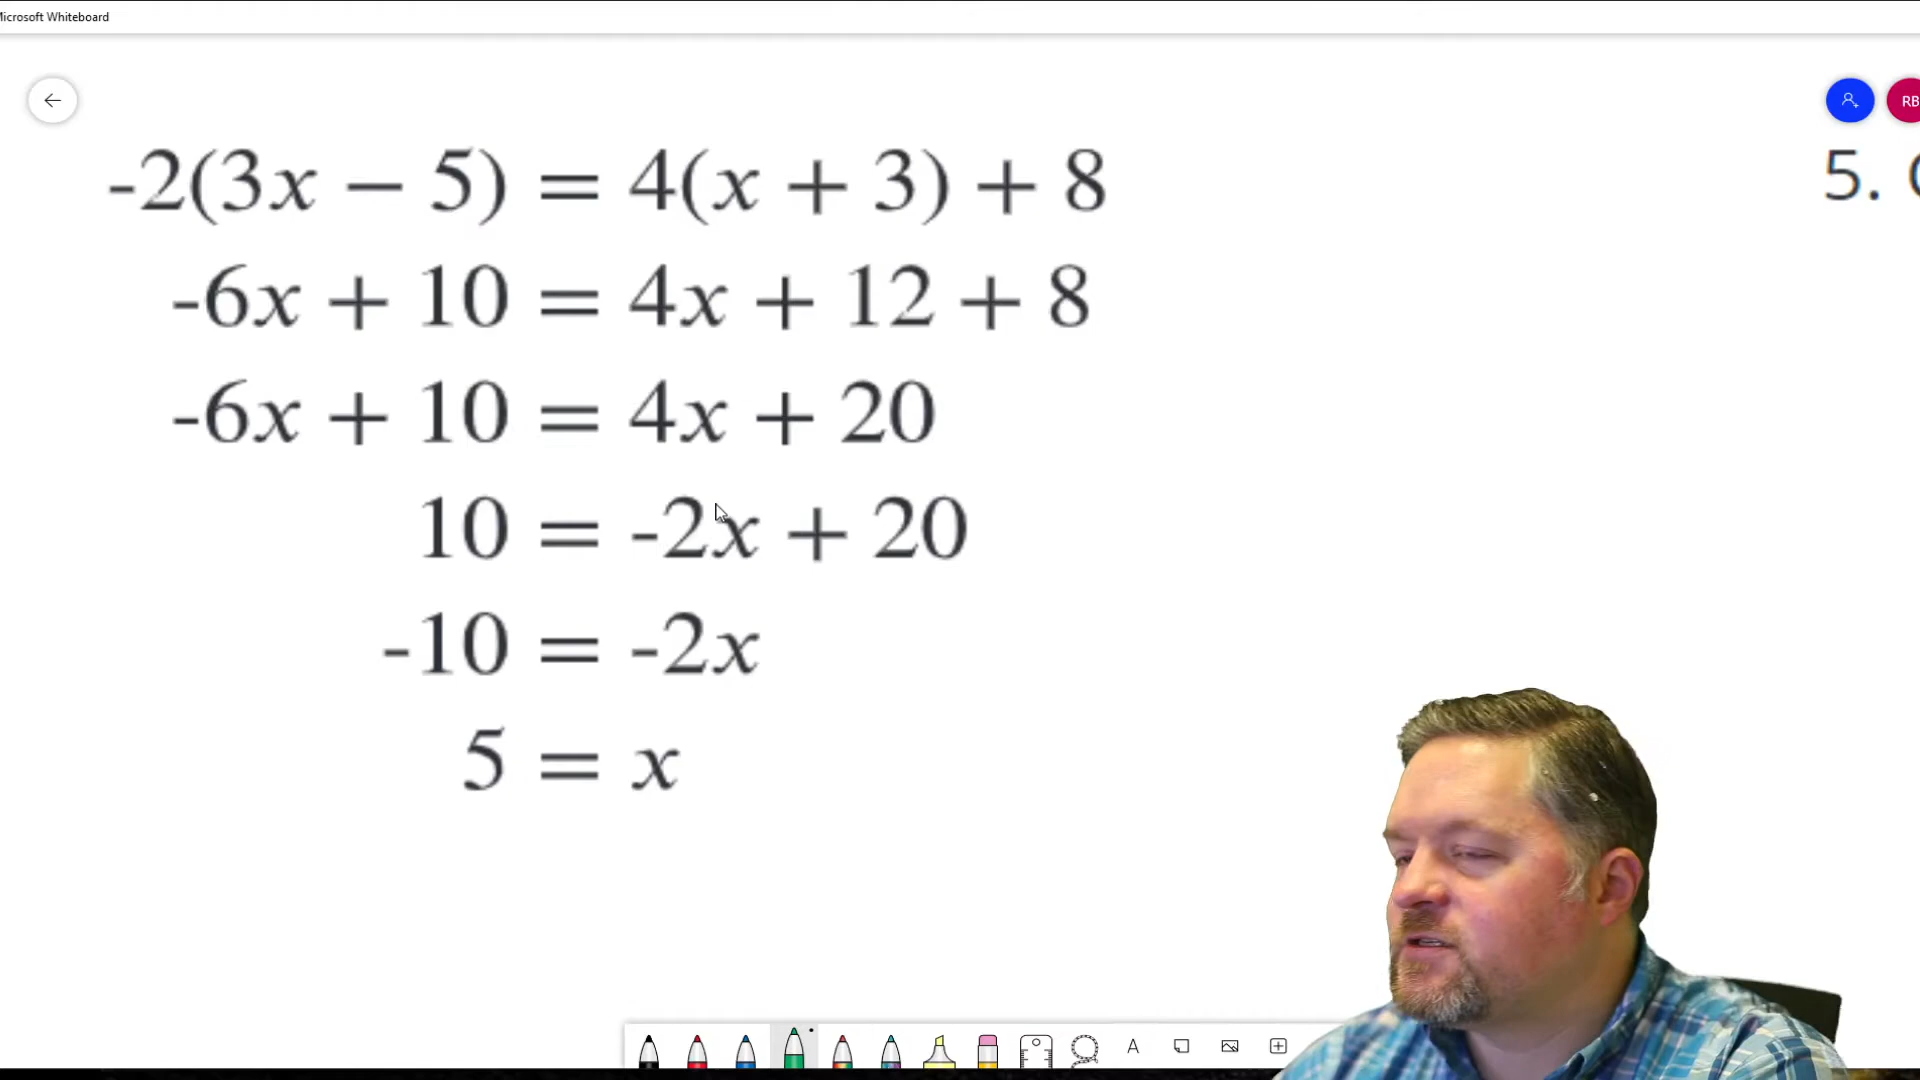 Microsoft Whiteboard
RB
-2(3x − 5) = 4(x + 3) + 8
5.
-6x + 10 = 4x + 12 + 8
-6x + 10 = 4x + 20
10 = -2x + 20
-10 = -2x
5 = x
A